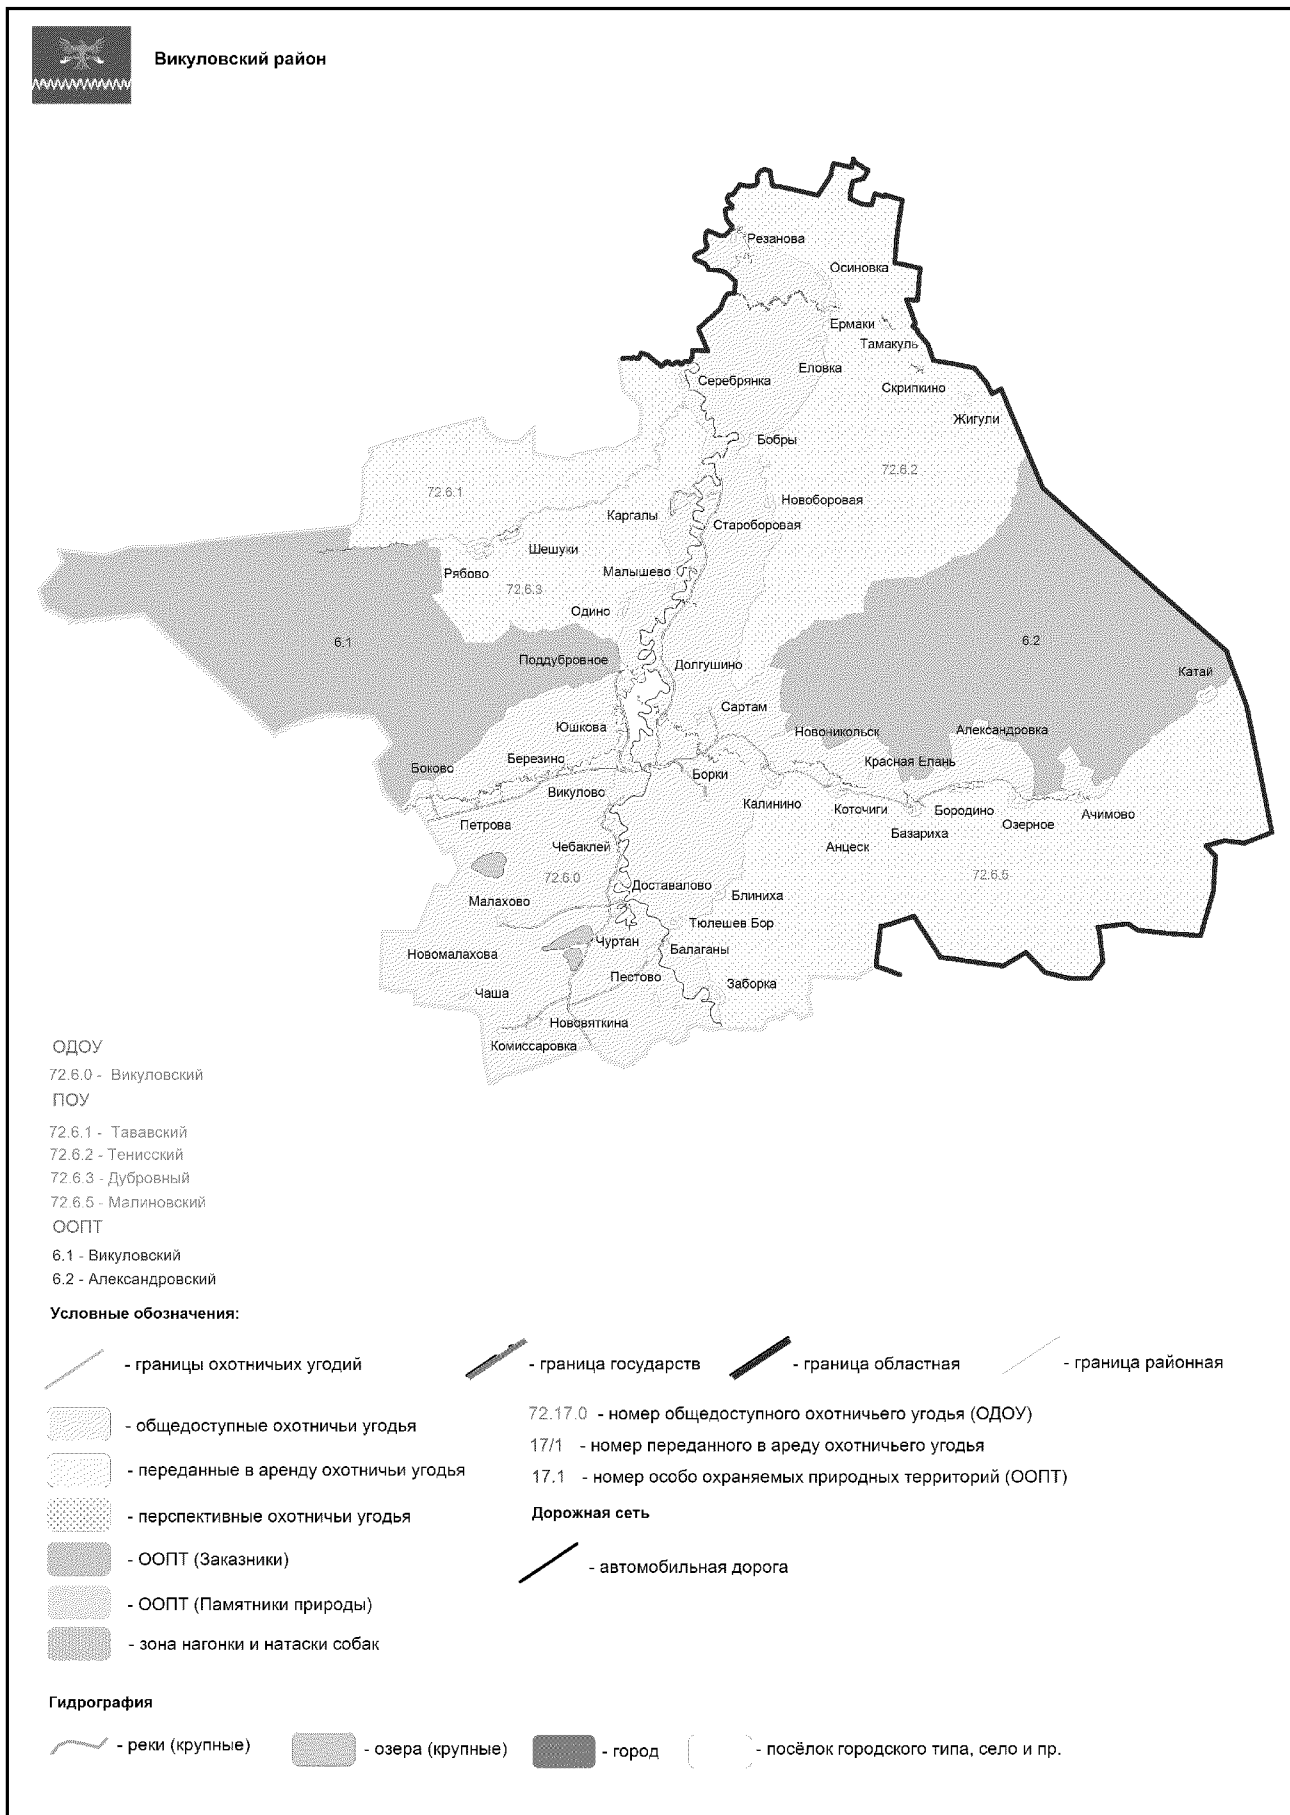 Викуловский район
Резанова
Осиновка
Ермаки
Тамакуль
Еловка
Серебрянка
Скрипкино
Жигули
Бобры
72.6.2
72.6.1
Новоборовая
Каргалы
Староборовая
Шешуки
Рябово
Малышево
72.6.3
Одино
6.1
6.2
Поддубровное
Долгушино
Катай
Сартам
Юшкова
Новоникольск
Александровка
Березино
Красная Елань
Боково
Борки
Викулово
Калинино
Коточиги
Бородино
Ачимово
Петрова
Базариха
Озерное
Чебаклей
Анцеск
72.6.0
72.6.5
Доставалово
Блиниха
Малахово
Тюлешев Бор
Чуртан
Балаганы
Новомалахова
Пестово
Заборка
Чаша
Нововяткина
Комиссаровка
ОДОУ
72.6.0 - Викуловский
ПОУ
72.6.1 - Тававский
72.6.2 - Тенисский
72.6.3 - Дубровный
72.6.5 - Малиновский
ООПТ
6.1 - Викуловский
6.2 - Александровский
Условные обозначения:
- границы охотничьих угодий
- граница государств
- граница областная
- граница районная
- общедоступные охотничьи угодья
72.17.0 - номер общедоступного охотничьего угодья (ОДОУ)
- переданные в аренду охотничьи угодья
17/1 - номер переданного в ареду охотничьего угодья
17.1 - номер особо охраняемых природных территорий (ООПТ)
- перспективные охотничьи угодья
Дорожная сеть
- ООПТ (Заказники)
- автомобильная дорога
- ООПТ (Памятники природы)
- зона нагонки и натаски собак
Гидрография
- реки (крупные)
- озера (крупные)
- город
- посёлок городского типа, село и пр.